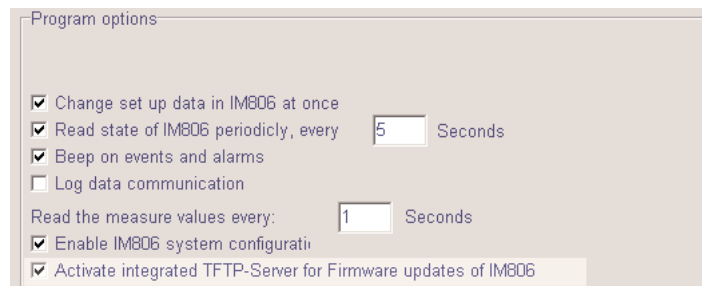 Program options
Change set up data in IM806 at once
Read state of IM806 periodicly, every 5 Seconds
Beep on events and alarms
Log data communication
Read the measure values every: 1 Seconds
Enable IM806 system configurati
Activate integrated TFTP-Server for Firmware updates of IM806